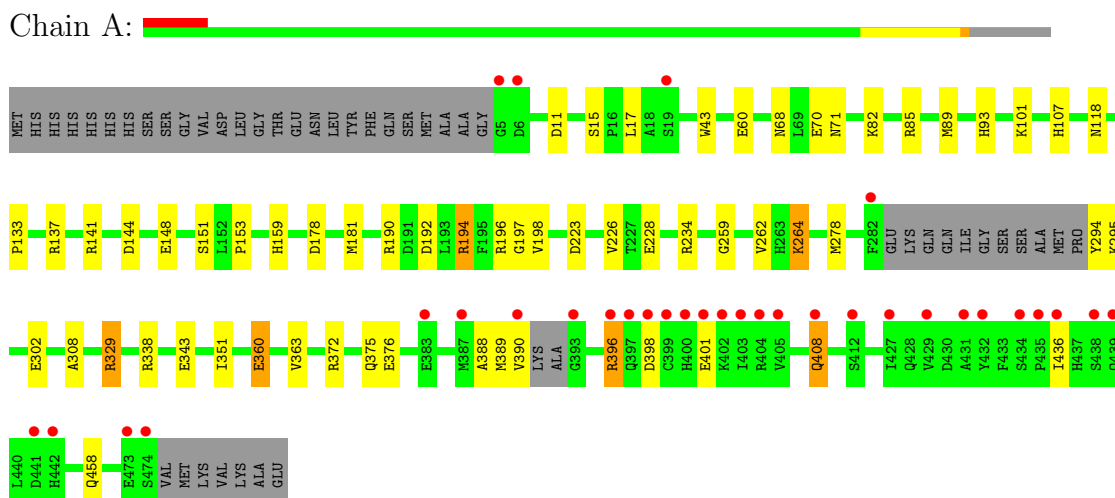 Chain A:
MET HIS HIS HIS HIS HIS HIS SER SER GLY VAL ASP LEU GLY THR GLU ASN LEU TYR PHE GLN SER MET ALA ALA GLY G5 D6 D11 S15 P16 L17 A18 S19 W43 E60 N68 L69 E70 N71 K82 R85 M89 H93 K101 H107 N118
P133 R137 R141 D144 E148 S151 L152 P153 H159 D178 M181 R190 D191 D192 L193 R194 F195 R196 G197 V198 D223 V226 T227 E228 R234 G259 V262 H263 K264 M278 F282 GLU LYS GLN GLN ILE GLY SER SER ALA MET PRO Y294
E302 A308 R329 R338 E343 I351 E360 V363 R372 Q375 E376 E383 M387 A388 M389 V390 LYS ALA G393 R396 Q397 D398 C399 H400 E401 K402 I403 R404 V405 Q408 S412 I427 Q428 V429 D430 A431 Y432 F433 S434 P435 I436 H437 S438
L440 D441 H442 Q458 E473 S474 VAL MET LYS VAL LYS ALA GLU